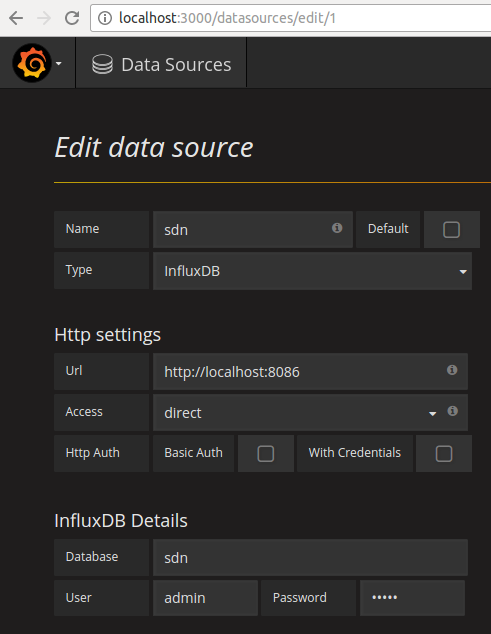 localhost:3000/datasources/edit/1
Data Sources
Edit data source
Name sdn Default
Type InfluxDB
Http settings
Url http://localhost:8086
Access direct
Http Auth Basic Auth With Credentials
InfluxDB Details
Database sdn
User admin Password •••••